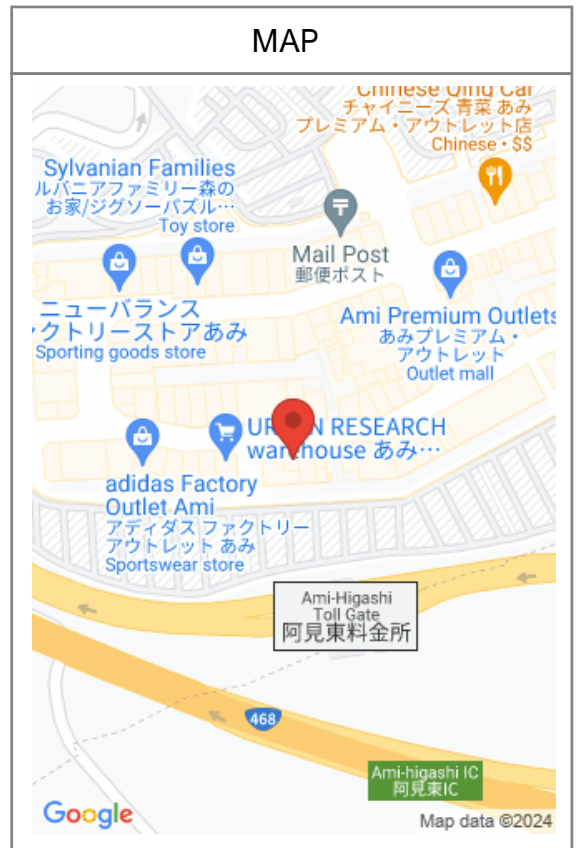 MAP
Chinese Qing Cai
チャイニーズ 青菜 あみ
プレミアム・アウトレット店
Chinese • $$
Sylvanian Families
ルバニアファミリー森の
お家/ジグソーパズル…
Toy store
Mail Post
郵便ポスト
ニューバランス
クトリーストアあみ
Sporting goods store
Ami Premium Outlets
あみプレミアム・
アウトレット
Outlet mall
RESEARCH
あみ…
adidas Factory
Outlet Ami
アディダス ファクトリー
アウトレット あみ
Sportswear store
Ami-Higashi
Toll Gate
阿見東料金所
468
Ami-higashi IC
阿見東IC
Google
Map data ©2024